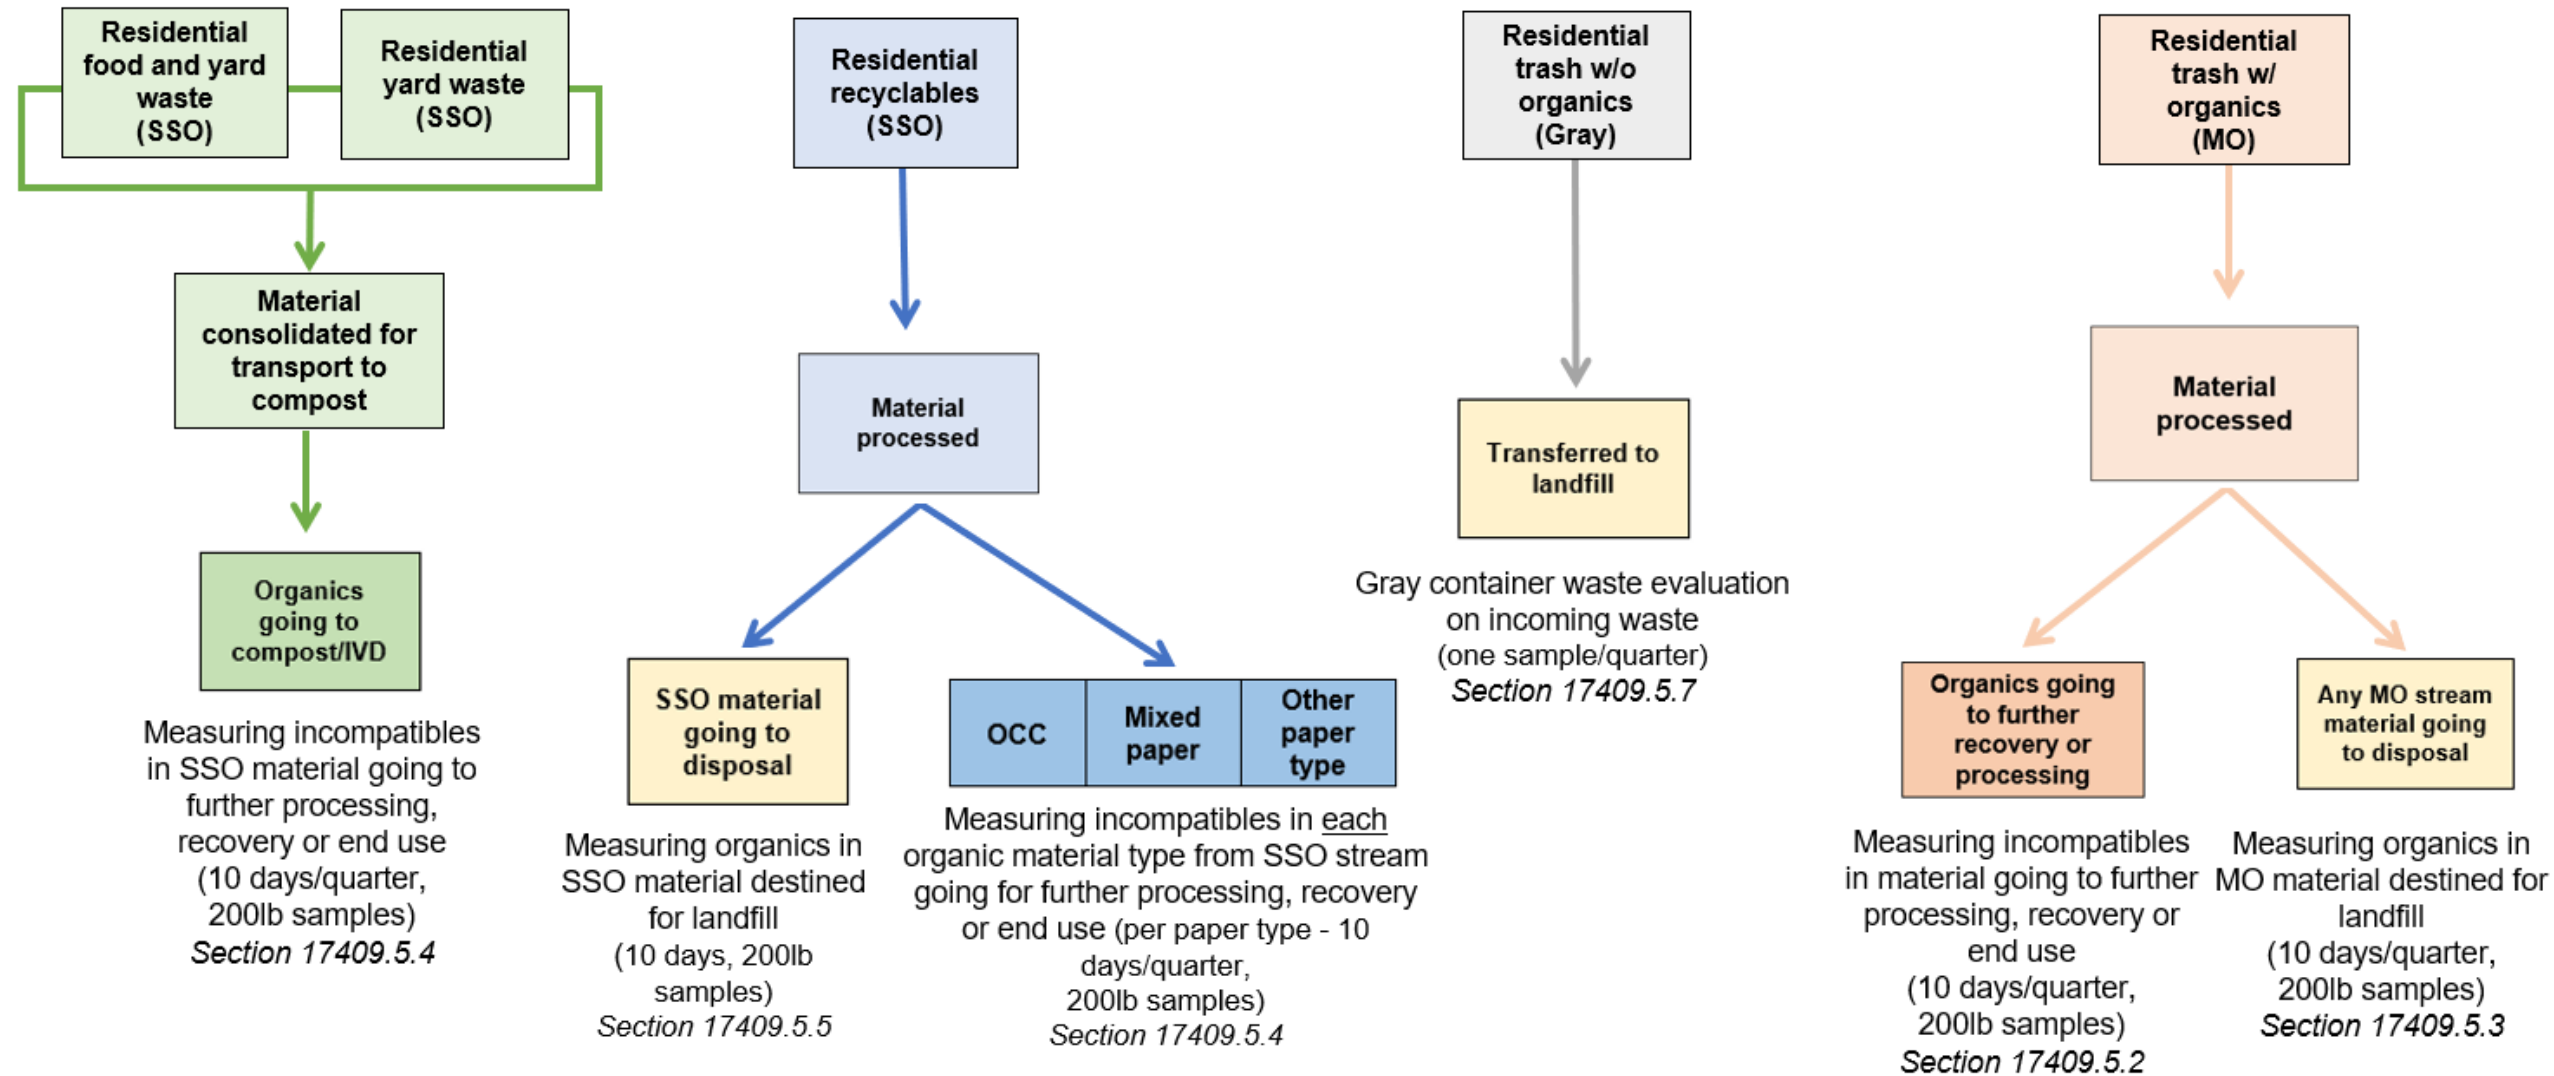 Residential
food and yard
waste
(SSO)
Residential
yard waste
(SSO)
Material
consolidated for
transport to
compost
Organics
going to
compost/IVD
Measuring incompatibles
in SSO material going to
further processing,
recovery or end use
(10 days/quarter,
200lb samples)
Section 17409.5.4
Residential
recyclables
(SSO)
Material
processed
SSO material
going to
disposal
Measuring organics in
SSO material destined
for landfill
(10 days, 200lb
samples)
Section 17409.5.5
OCC
Mixed
paper
Other
paper
type
Measuring incompatibles in each
organic material type from SSO stream
going for further processing, recovery
or end use (per paper type - 10
days/quarter,
200lb samples)
Section 17409.5.4
Residential
trash w/o
organics
(Gray)
Transferred to
landfill
Gray container waste evaluation
on incoming waste
(one sample/quarter)
Section 17409.5.7
Residential
trash w/
organics
(MO)
Material
processed
Organics going
to further
recovery or
processing
Measuring incompatibles
in material going to further
processing, recovery or
end use
(10 days/quarter,
200lb samples)
Section 17409.5.2
Any MO stream
material going
to disposal
Measuring organics in
MO material destined for
landfill
(10 days/quarter,
200lb samples)
Section 17409.5.3